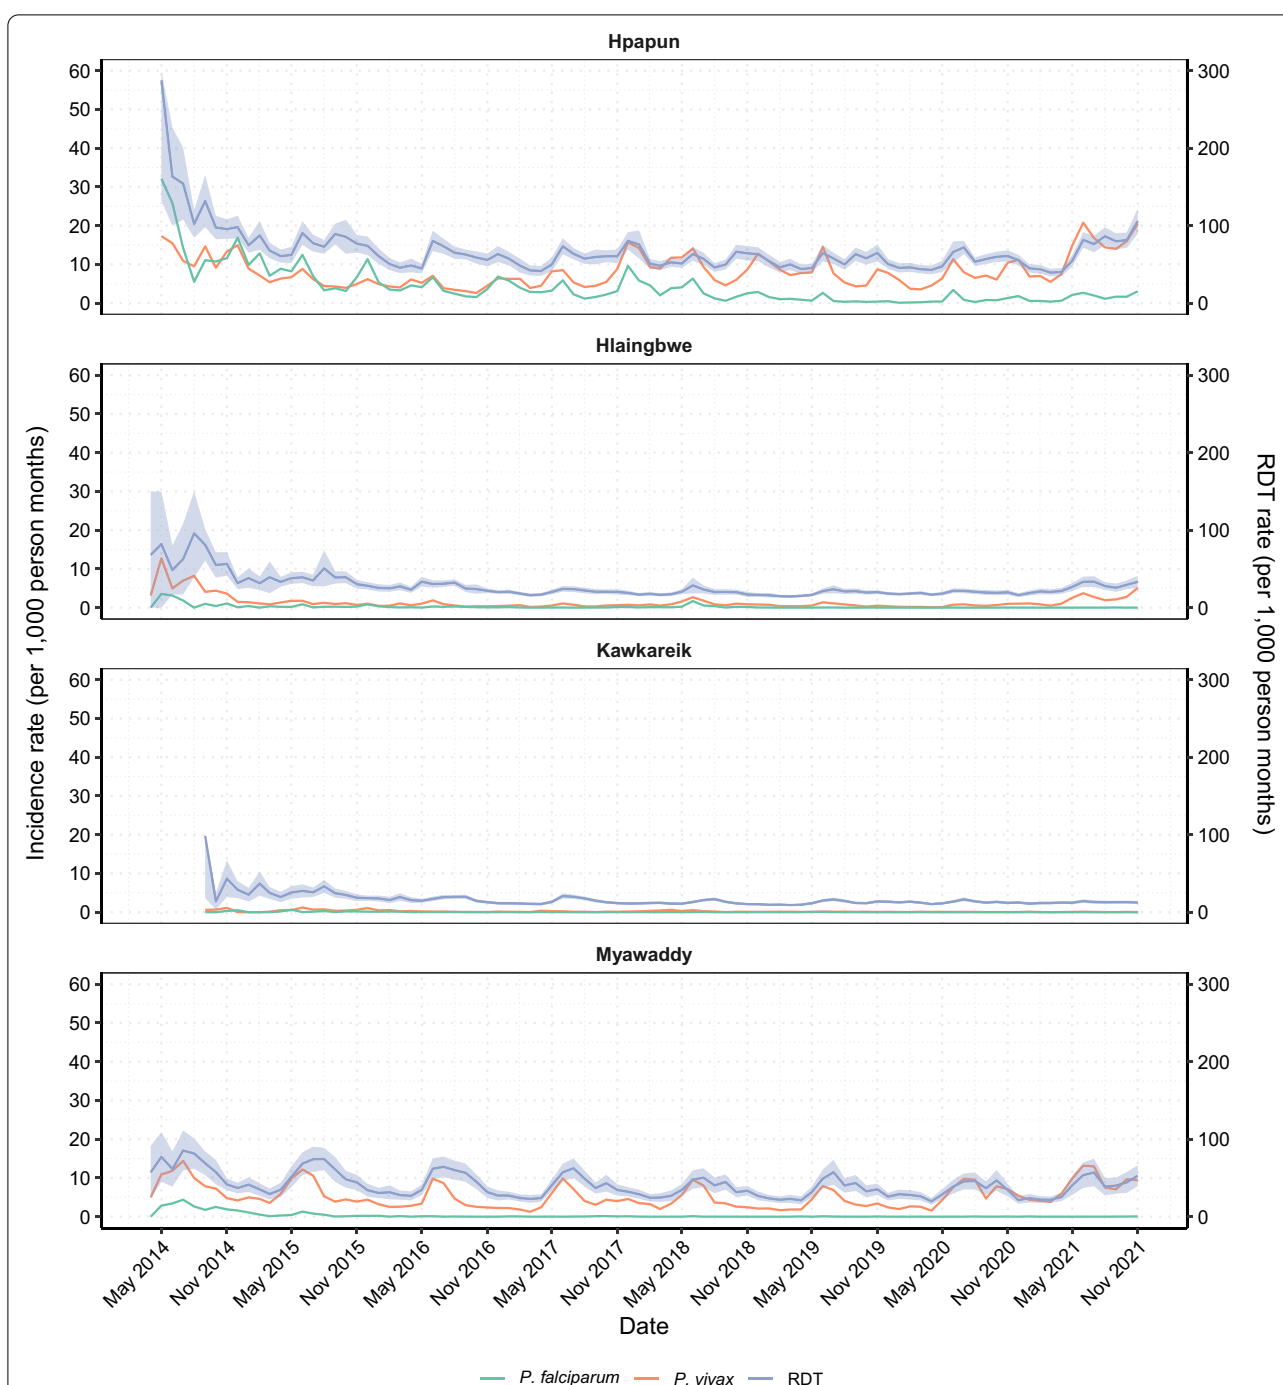 Hpapun
60
50
40
30
20
10
0
300
200
100
0
Hlaingbwe
60
50
40
30
20
10
0
300
200
100
0
Kawkareik
60
50
40
30
20
10
0
300
200
100
0
Myawaddy
60
50
40
30
20
10
0
300
200
100
0
Incidence rate (per 1,000 person months)
RDT rate (per 1,000 person months)
May 2014
Nov 2014
May 2015
Nov 2015
May 2016
Nov 2016
May 2017
Nov 2017
May 2018
Nov 2018
May 2019
Nov 2019
May 2020
Nov 2020
May 2021
Nov 2021
Date
P. falciparum P. vivax RDT